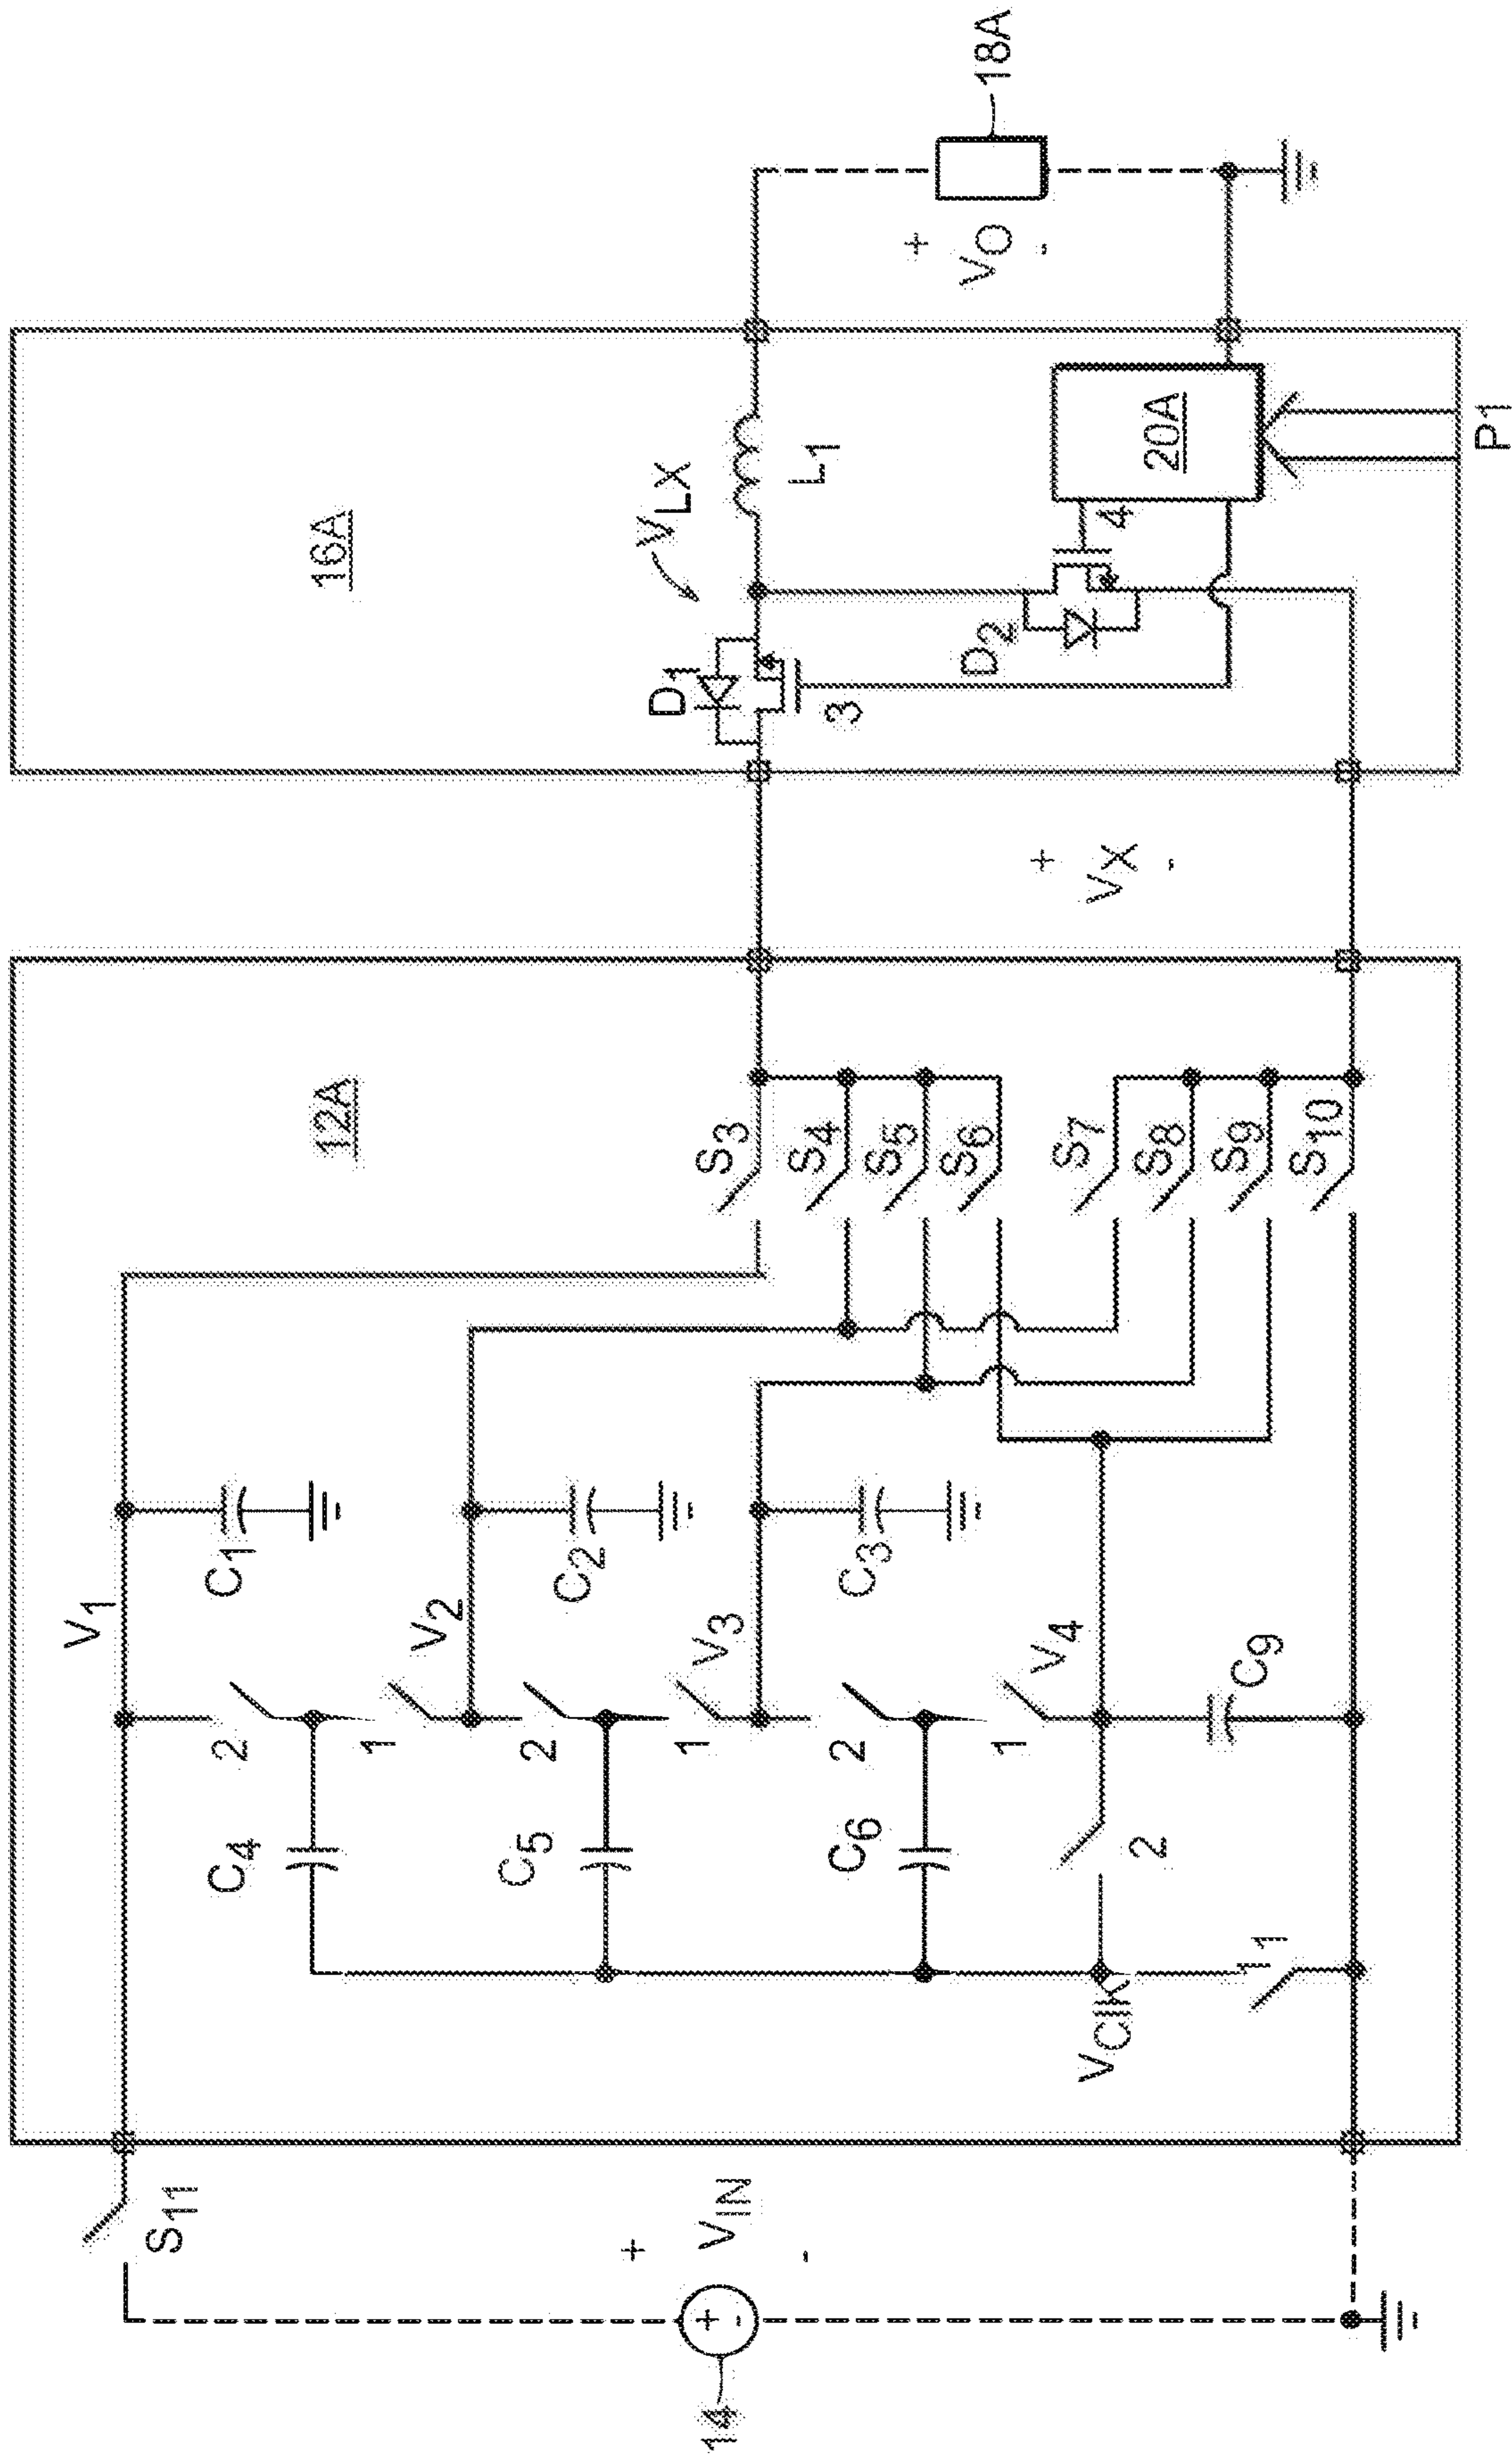 12A
16A
V1
C1
S11
2
C4
1
V2
C2
D1
VLX
2
C5
3
L1
1
V3
C3
S3
S4
S5
S6
14
+
-
+
VIN
-
2
C6
1
V4
D2
4
+
VO
-
18A
20A
+
VX
-
2
VClK
1
C9
S7
S8
S9
S10
P1